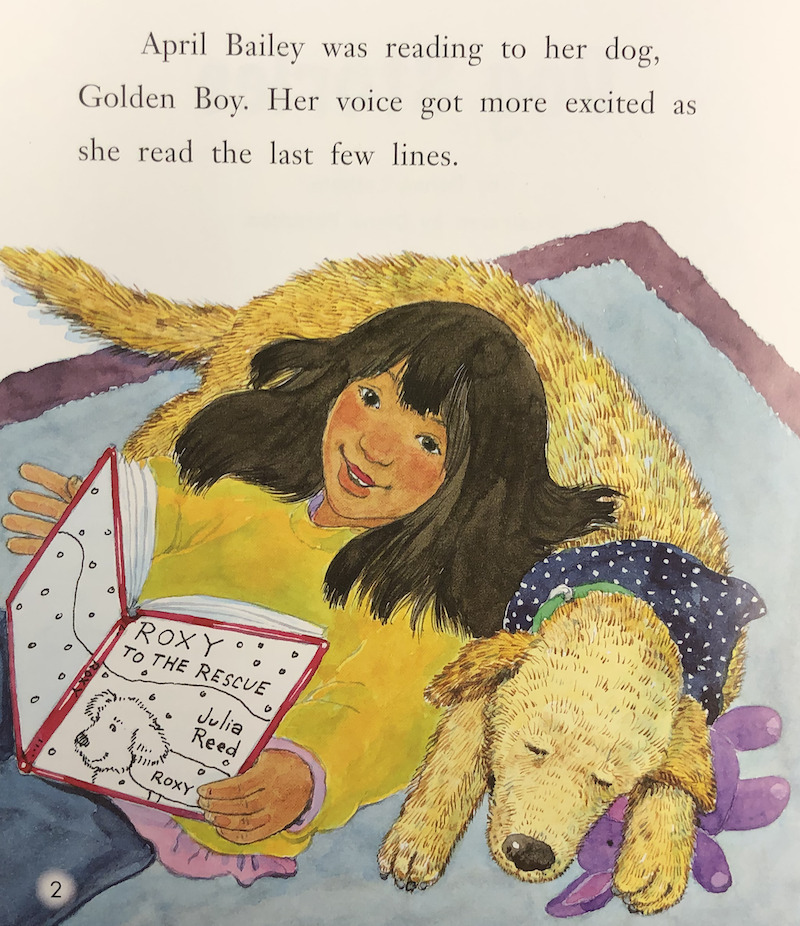 April Bailey was reading to her dog,
Golden Boy. Her voice got more excited as
she read the last few lines.
ROXY
TO THE RESCUE
Julia
Reed
ROXY
ROXY
2